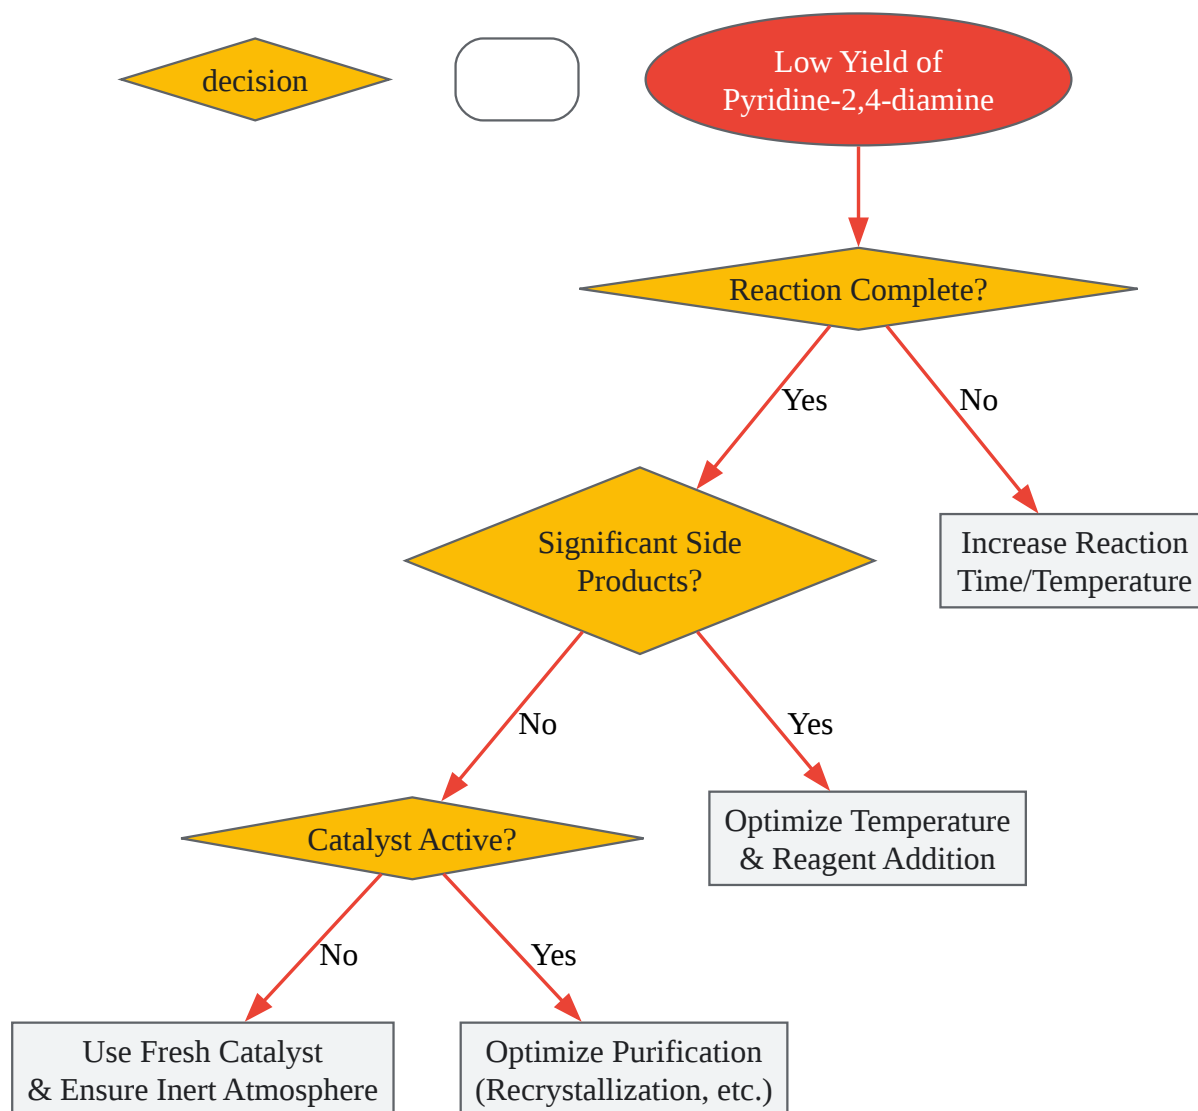 decision
Low Yield of
Pyridine-2,4-diamine
Reaction Complete?
Yes
No
Significant Side
Products?
Increase Reaction
Time/Temperature
No
Yes
Catalyst Active?
Optimize Temperature
& Reagent Addition
No
Yes
Use Fresh Catalyst
& Ensure Inert Atmosphere
Optimize Purification
(Recrystallization, etc.)